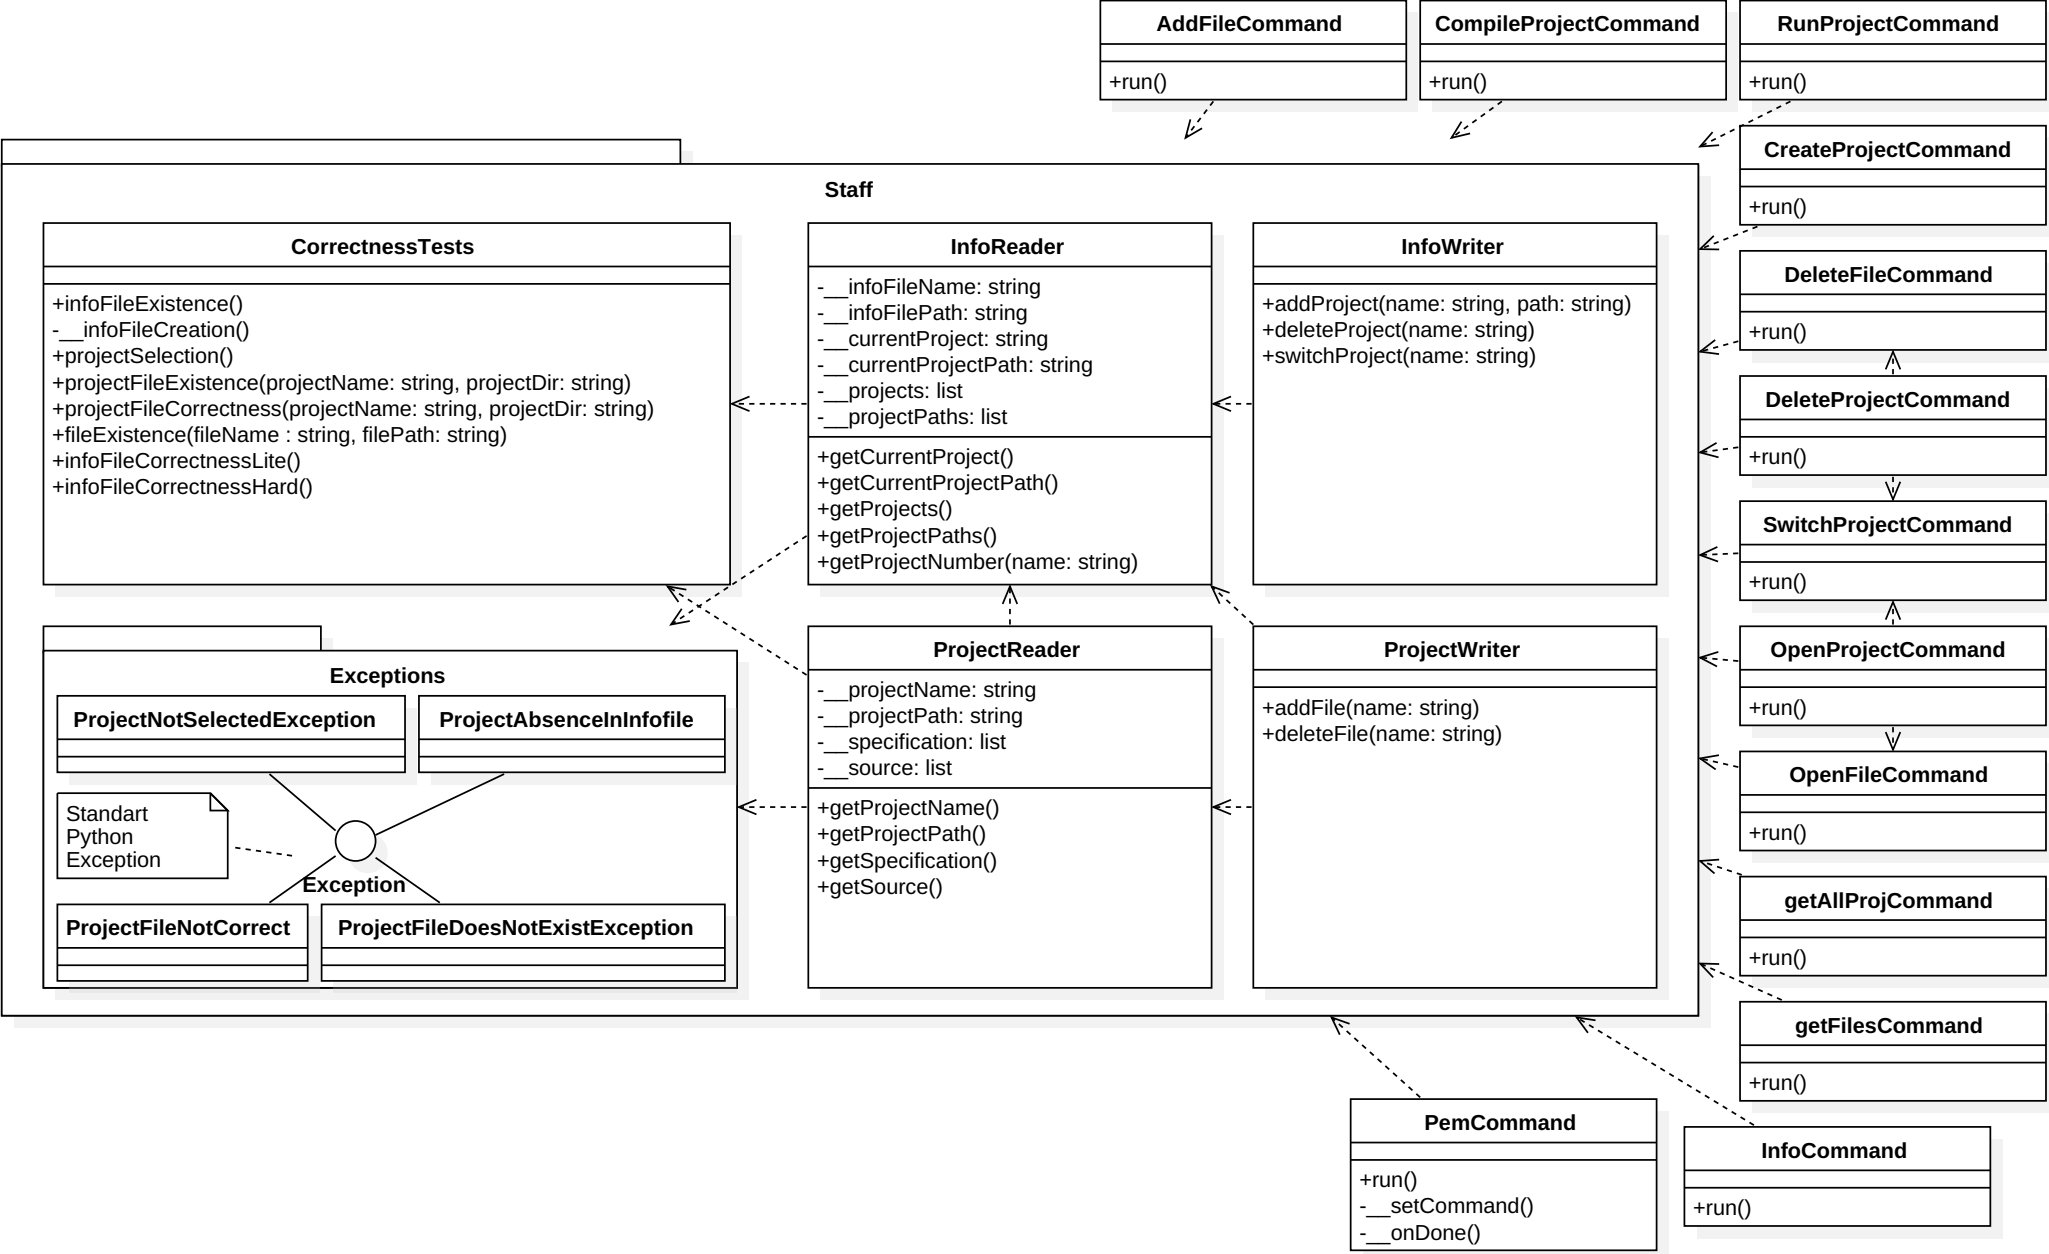 AddFileCommand
+run()
CompileProjectCommand
+run()
RunProjectCommand
+run()
Staff
CorrectnessTests
+infoFileExistence()
-__infoFileCreation()
+projectSelection()
+projectFileExistence(projectName: string, projectDir: string)
+projectFileCorrectness(projectName: string, projectDir: string)
+fileExistence(fileName : string, filePath: string)
+infoFileCorrectnessLite()
+infoFileCorrectnessHard()
InfoReader
-__infoFileName: string
-__infoFilePath: string
-__currentProject: string
-__currentProjectPath: string
-__projects: list
-__projectPaths: list
+getCurrentProject()
+getCurrentProjectPath()
+getProjects()
+getProjectPaths()
+getProjectNumber(name: string)
InfoWriter
+addProject(name: string, path: string)
+deleteProject(name: string)
+switchProject(name: string)
Exceptions
ProjectNotSelectedException
ProjectAbsenceInInfofile
Standart
Python
Exception
Exception
ProjectFileNotCorrect
ProjectFileDoesNotExistException
ProjectReader
-__projectName: string
-__projectPath: string
-__specification: list
-__source: list
+getProjectName()
+getProjectPath()
+getSpecification()
+getSource()
ProjectWriter
+addFile(name: string)
+deleteFile(name: string)
CreateProjectCommand
+run()
DeleteFileCommand
+run()
DeleteProjectCommand
+run()
SwitchProjectCommand
+run()
OpenProjectCommand
+run()
OpenFileCommand
+run()
getAllProjCommand
+run()
getFilesCommand
+run()
PemCommand
+run()
-__setCommand()
-__onDone()
InfoCommand
+run()